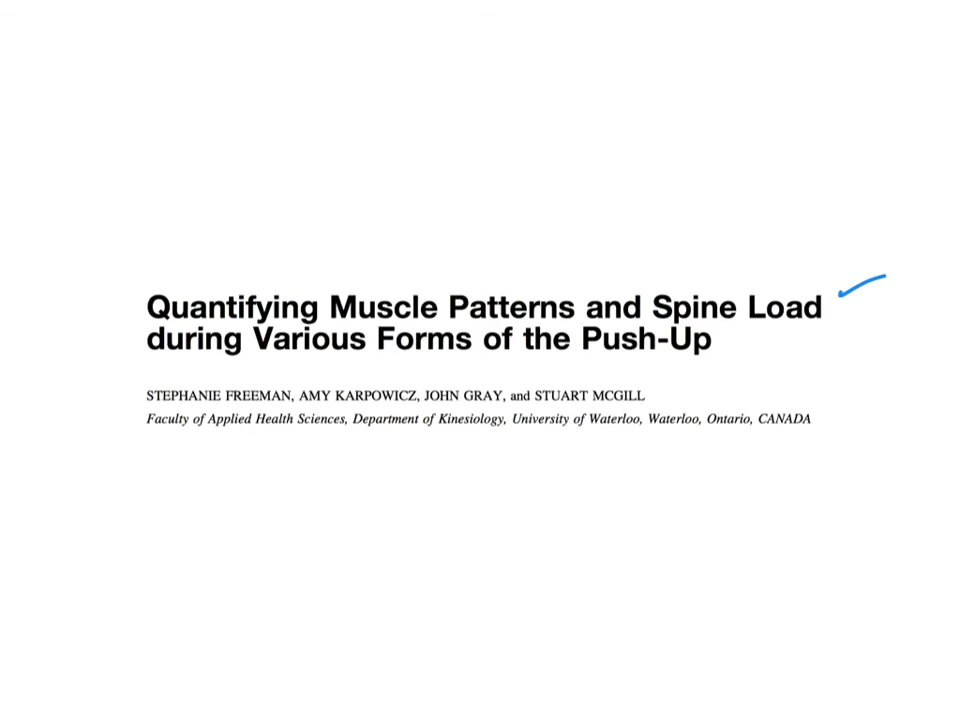 Quantifying Muscle Patterns and Spine Load
during Various Forms of the Push-Up
STEPHANIE FREEMAN, AMY KARPOWICZ, JOHN GRAY, and STUART MCGILL
Faculty of Applied Health Sciences, Department of Kinesiology, University of Waterloo, Waterloo, Ontario, CANADA